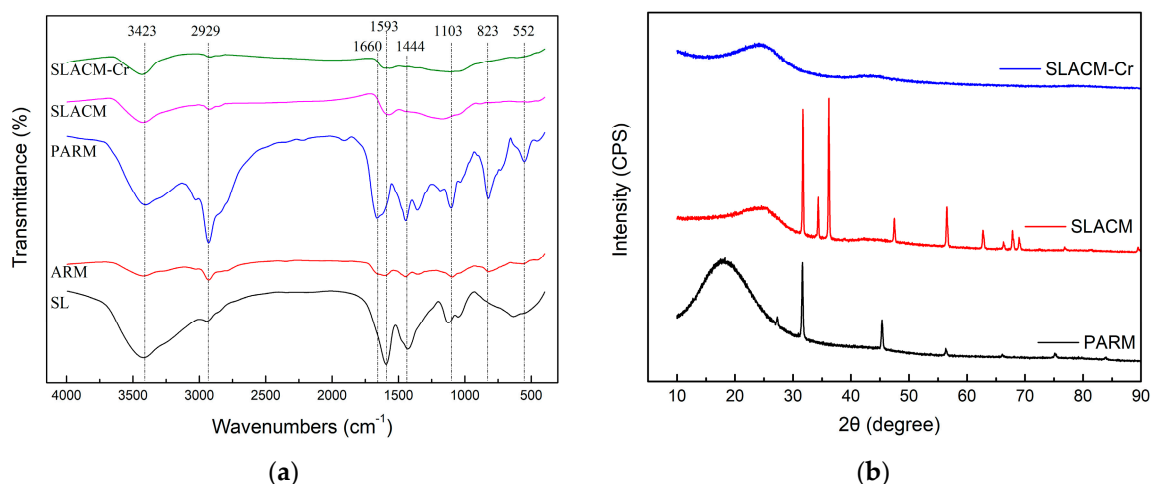 3423 2929 1593 1103 823 552
1660 1444
SLACM-Cr
SLACM
PARM
ARM
SL
Transmittance (%)
4000 3500 3000 2500 2000 1500 1000 500
Wavenumbers (cm⁻¹)
(a)
SLACM-Cr
SLACM
PARM
Intensity (CPS)
10 20 30 40 50 60 70 80 90
2θ (degree)
(b)